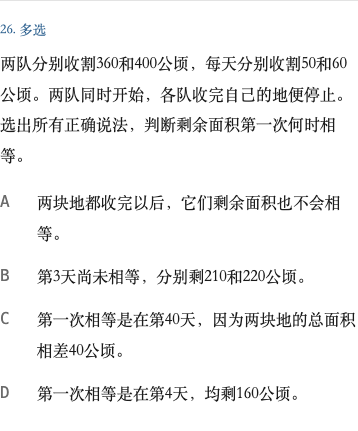 26. 多选
两队分别收割360和400公顷，每天分别收割50和60
公顷。两队同时开始，各队收完自己的地便停止。
选出所有正确说法，判断剩余面积第一次何时相
等。
A 两块地都收完以后，它们剩余面积也不会相
等。
B 第3天尚未相等，分别剩210和220公顷。
C 第一次相等是在第40天，因为两块地的总面积
相差40公顷。
D 第一次相等是在第4天，均剩160公顷。